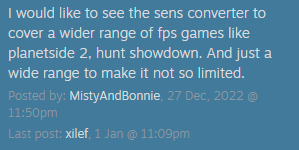 I would like to see the sens converter to
cover a wider range of fps games like
planetside 2, hunt showdown. And just a
wide range to make it not so limited.
Posted by: MistyAndBonnie, 27 Dec, 2022 @
11:50pm
Last post: xilef, 1 Jan @ 11:09pm